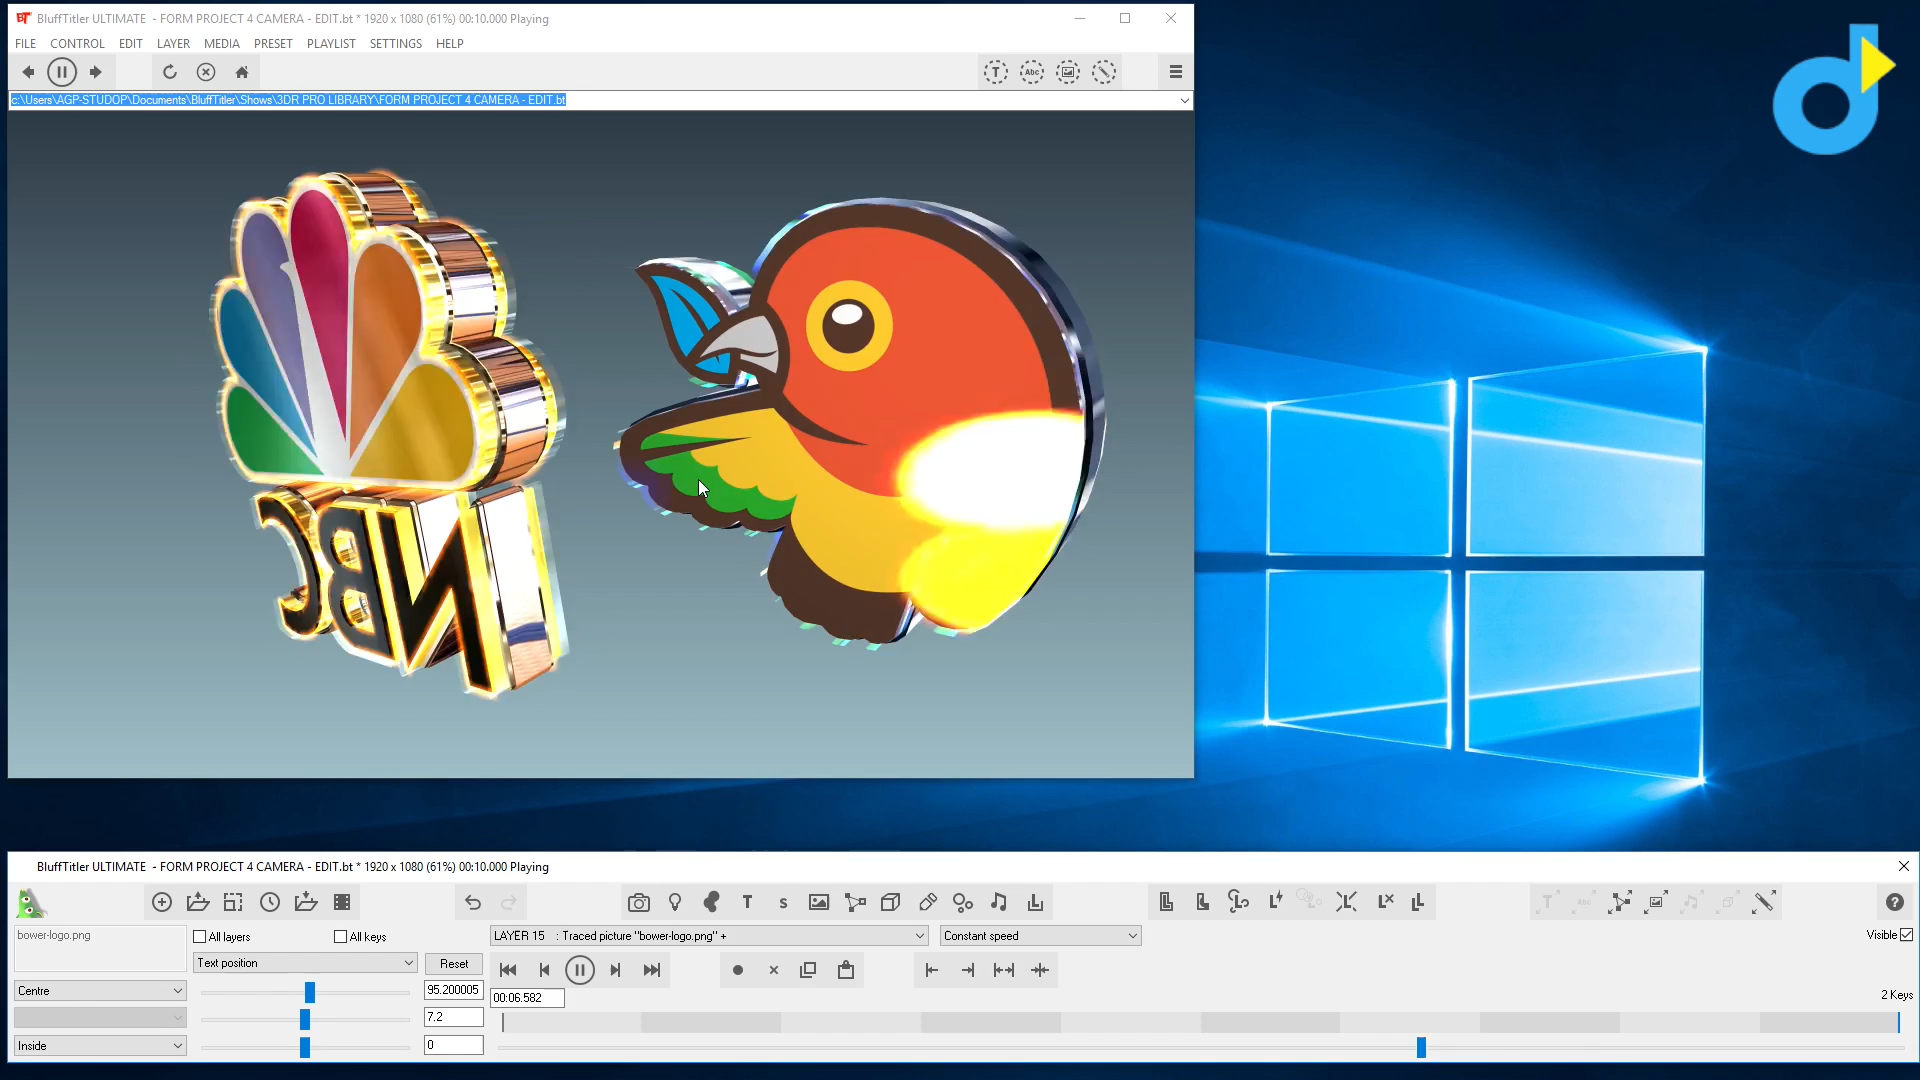 BT BluffTitler ULTIMATE - FORM PROJECT 4 CAMERA - EDIT.bt * 1920 x 1080 (61%) 00:10.000 Playing
FILE CONTROL EDIT LAYER MEDIA PRESET PLAYLIST SETTINGS HELP
T Abc
c:\Users\AGP-STUDOP\Documents\BluffTitler\Shows\3DR PRO LIBRARY\FORM PROJECT 4 CAMERA - EDIT.bt
NBC
BluffTitler ULTIMATE - FORM PROJECT 4 CAMERA - EDIT.bt * 1920 x 1080 (61%) 00:10.000 Playing
T S T Abc ?
bower-logo.png
All layers All keys
LAYER 15 : Traced picture "bower-logo.png" +
Constant speed
Visible
Text position
Reset
Centre
95.200005
00:06.582
2 Keys
7.2
Inside
0